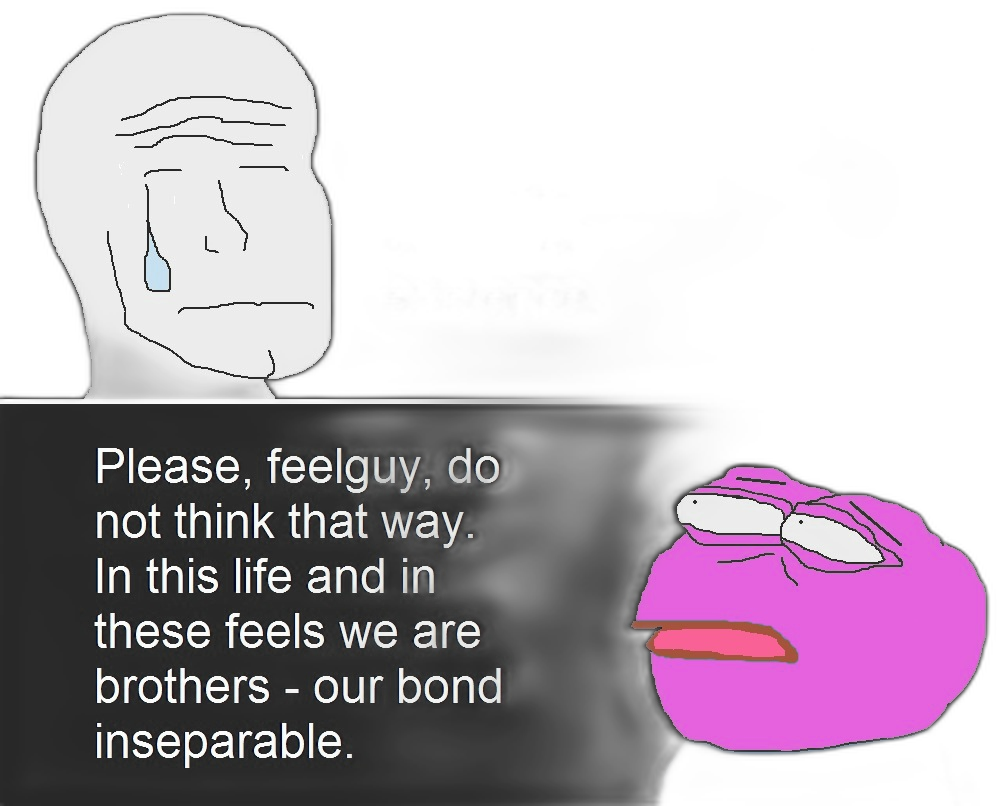 Please, feelguy, do
not think that way.
In this life and in
these feels we are
brothers - our bond
inseparable.